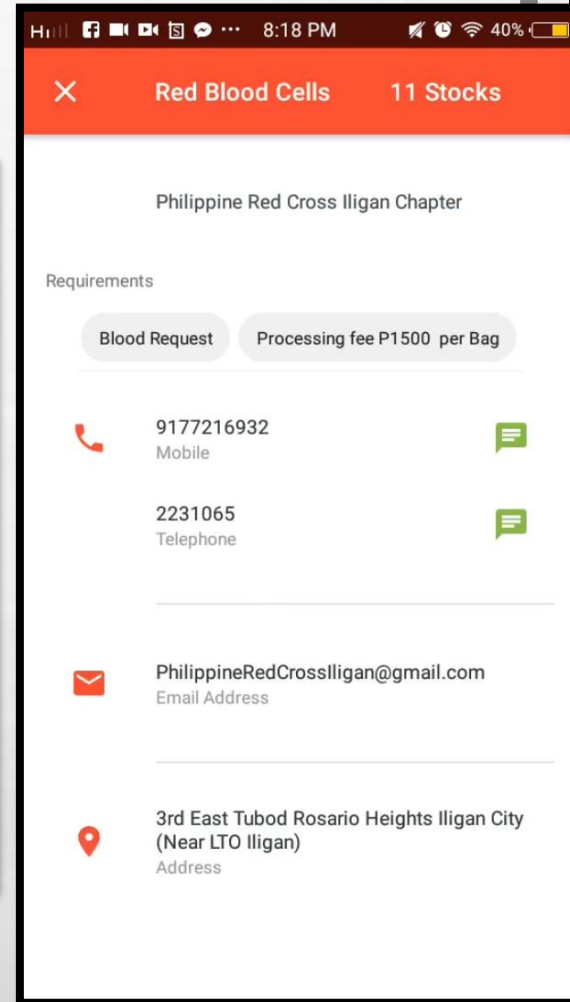 H 8:18 PM 40%
Red Blood Cells 11 Stocks
Philippine Red Cross Iligan Chapter
Requirements
Blood Request Processing fee P1500 per Bag
9177216932
Mobile
2231065
Telephone
PhilippineRedCrossIligan@gmail.com
Email Address
3rd East Tubod Rosario Heights Iligan City
(Near LTO Iligan)
Address